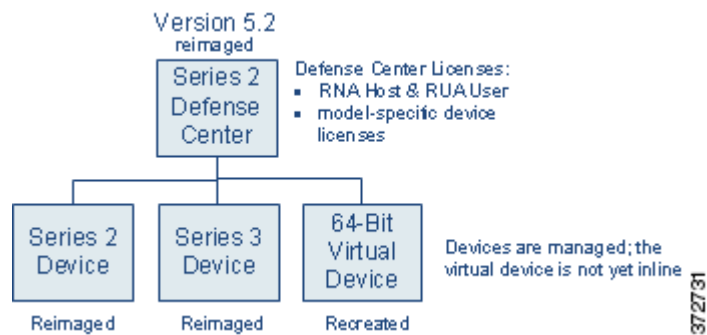 Version 5.2
reimaged
Series 2
Defense
Center
Defense Center Licenses:
▪ RNA Host & RUA User
▪ model-specific device
licenses
Series 2
Device
Series 3
Device
64-Bit
Virtual
Device
Devices are managed; the
virtual device is not yet inline
Reimaged
Reimaged
Recreated
372731